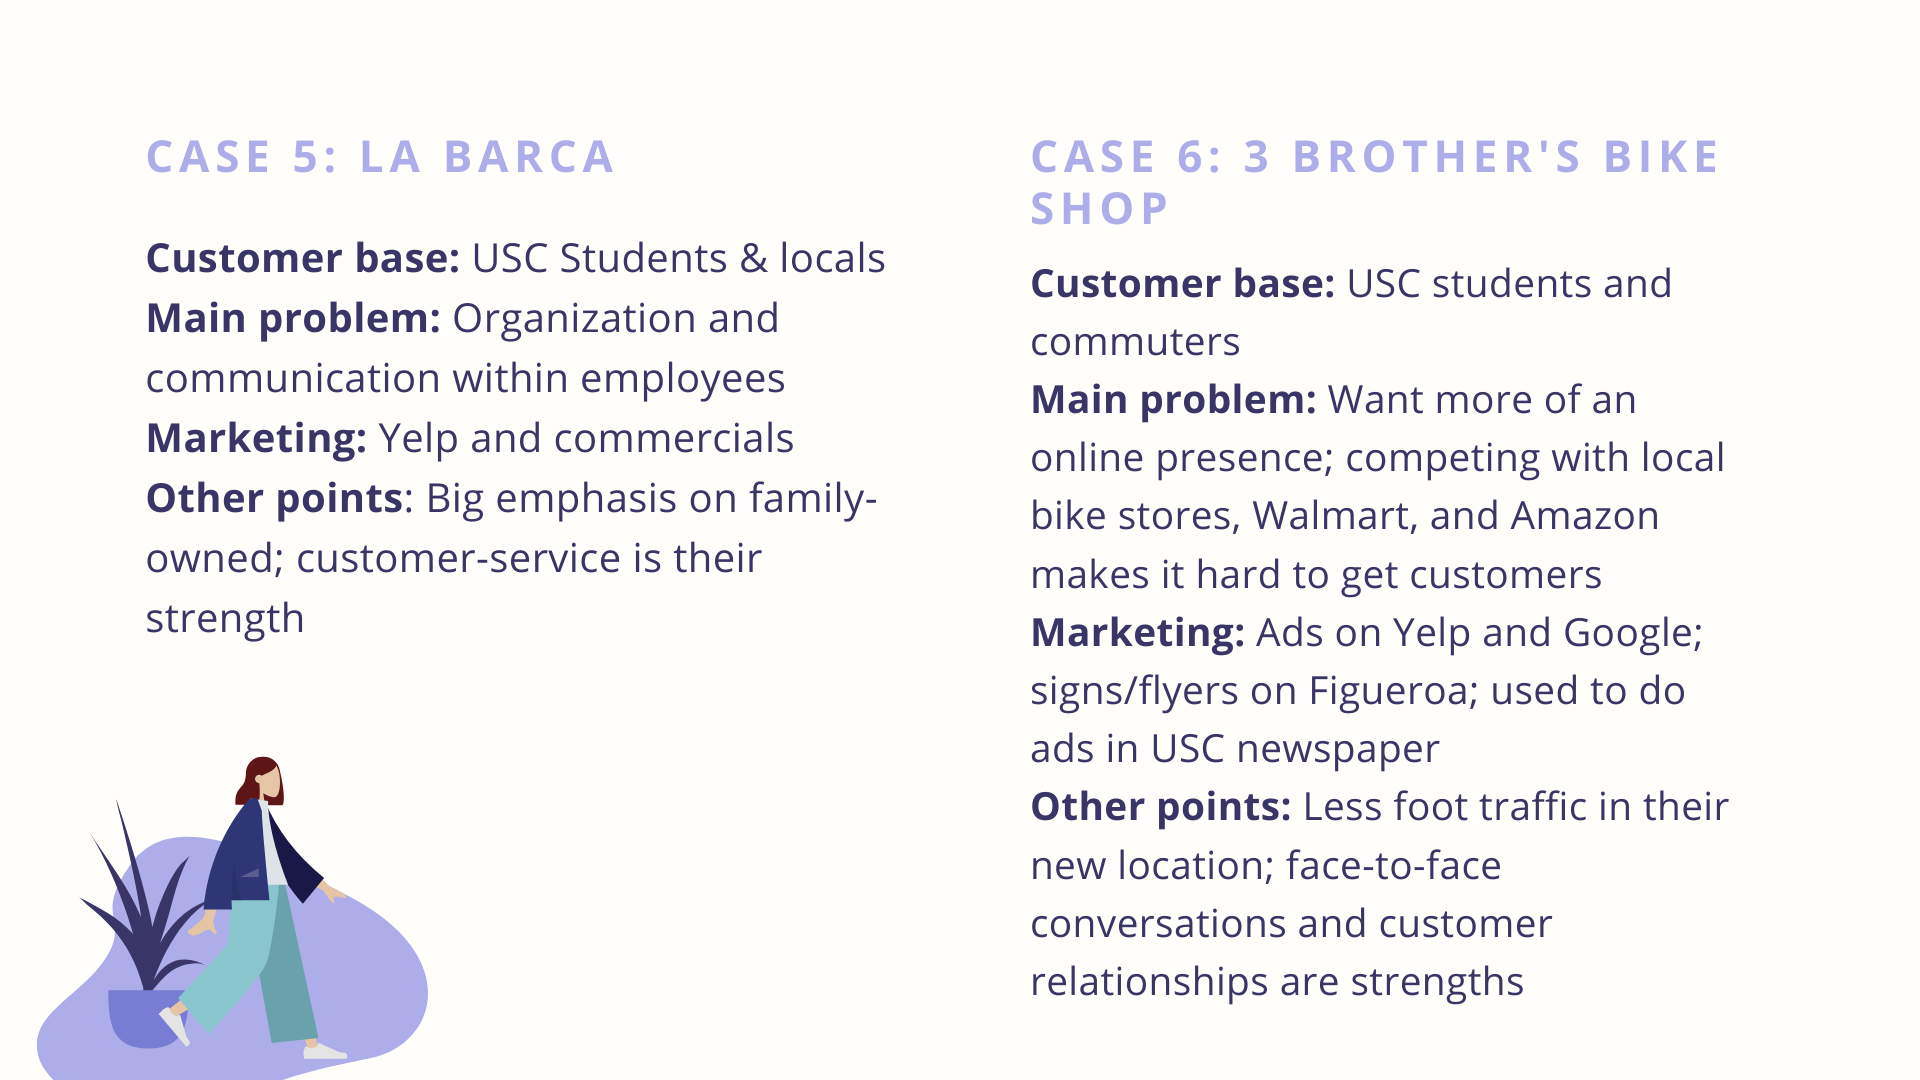 CASE 5: LA BARCA
Customer base: USC Students & locals
Main problem: Organization and
communication within employees
Marketing: Yelp and commercials
Other points: Big emphasis on family-
owned; customer-service is their
strength
CASE 6: 3 BROTHER'S BIKE
SHOP
Customer base: USC students and
commuters
Main problem: Want more of an
online presence; competing with local
bike stores, Walmart, and Amazon
makes it hard to get customers
Marketing: Ads on Yelp and Google;
signs/flyers on Figueroa; used to do
ads in USC newspaper
Other points: Less foot traffic in their
new location; face-to-face
conversations and customer
relationships are strengths